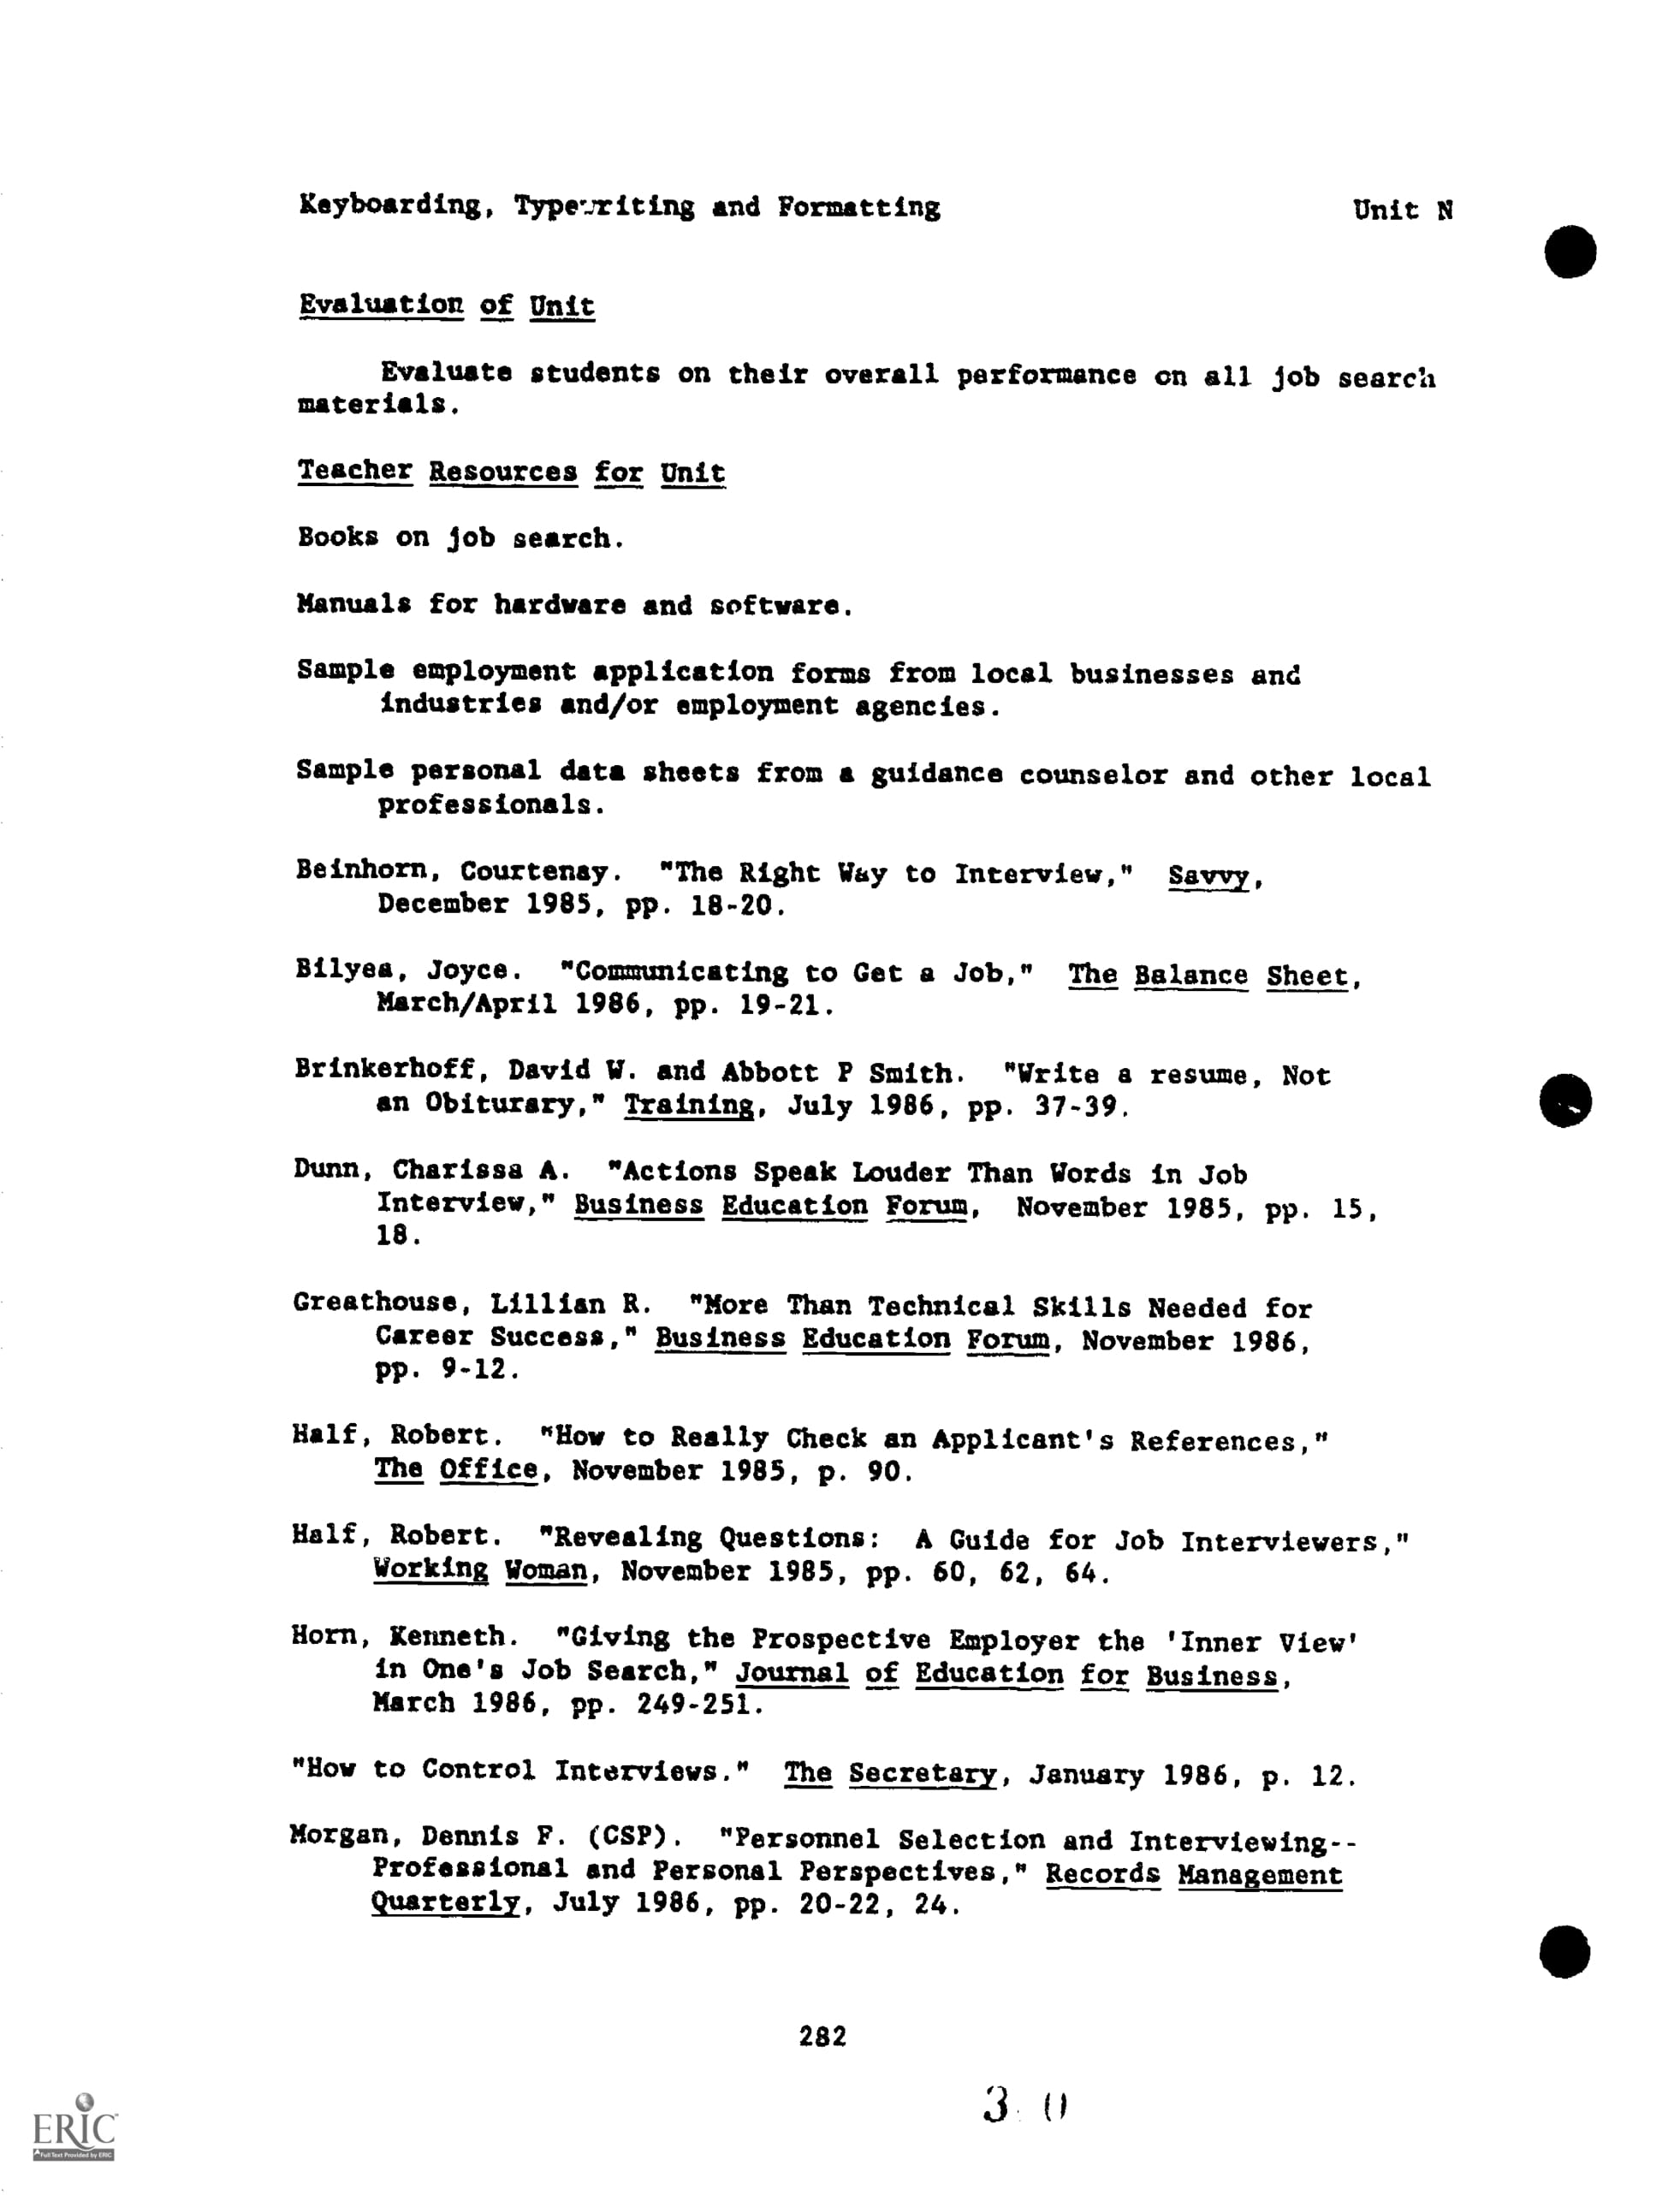 Keyboarding, Typewriting and Formatting Unit N
Evaluation of Unit
Evaluate students on their overall performance on all job search
materials.
Teacher Resources for Unit
Books on job search.
Manuals for hardware and software.
Sample employment application forms from local businesses and
industries and/or employment agencies.
Sample personal data sheets from a guidance counselor and other local
professionals.
Beinhorn, Courtenay. "The Right Way to Interview," Savvy,
December 1985, pp. 18-20.
Bilyea, Joyce. "Communicating to Get a Job," The Balance Sheet,
March/April 1986, pp. 19-21.
Brinkerhoff, David W. and Abbott P Smith. "Write a resume, Not
an Obiturary," Training, July 1986, pp. 37-39.
Dunn, Charissa A. "Actions Speak Louder Than Words in Job
Interview," Business Education Forum, November 1985, pp. 15,
18.
Greathouse, Lillian R. "More Than Technical Skills Needed for
Career Success," Business Education Forum, November 1986,
pp. 9-12.
Half, Robert. "How to Really Check an Applicant's References,"
The Office, November 1985, p. 90.
Half, Robert. "Revealing Questions: A Guide for Job Interviewers,"
Working Woman, November 1985, pp. 60, 62, 64.
Horn, Kenneth. "Giving the Prospective Employer the 'Inner View'
in One's Job Search," Journal of Education for Business,
March 1986, pp. 249-251.
"How to Control Interviews." The Secretary, January 1986, p. 12.
Morgan, Dennis F. (CSP). "Personnel Selection and Interviewing--
Professional and Personal Perspectives," Records Management
Quarterly, July 1986, pp. 20-22, 24.
282
ERIC
Full Text Provided by ERIC